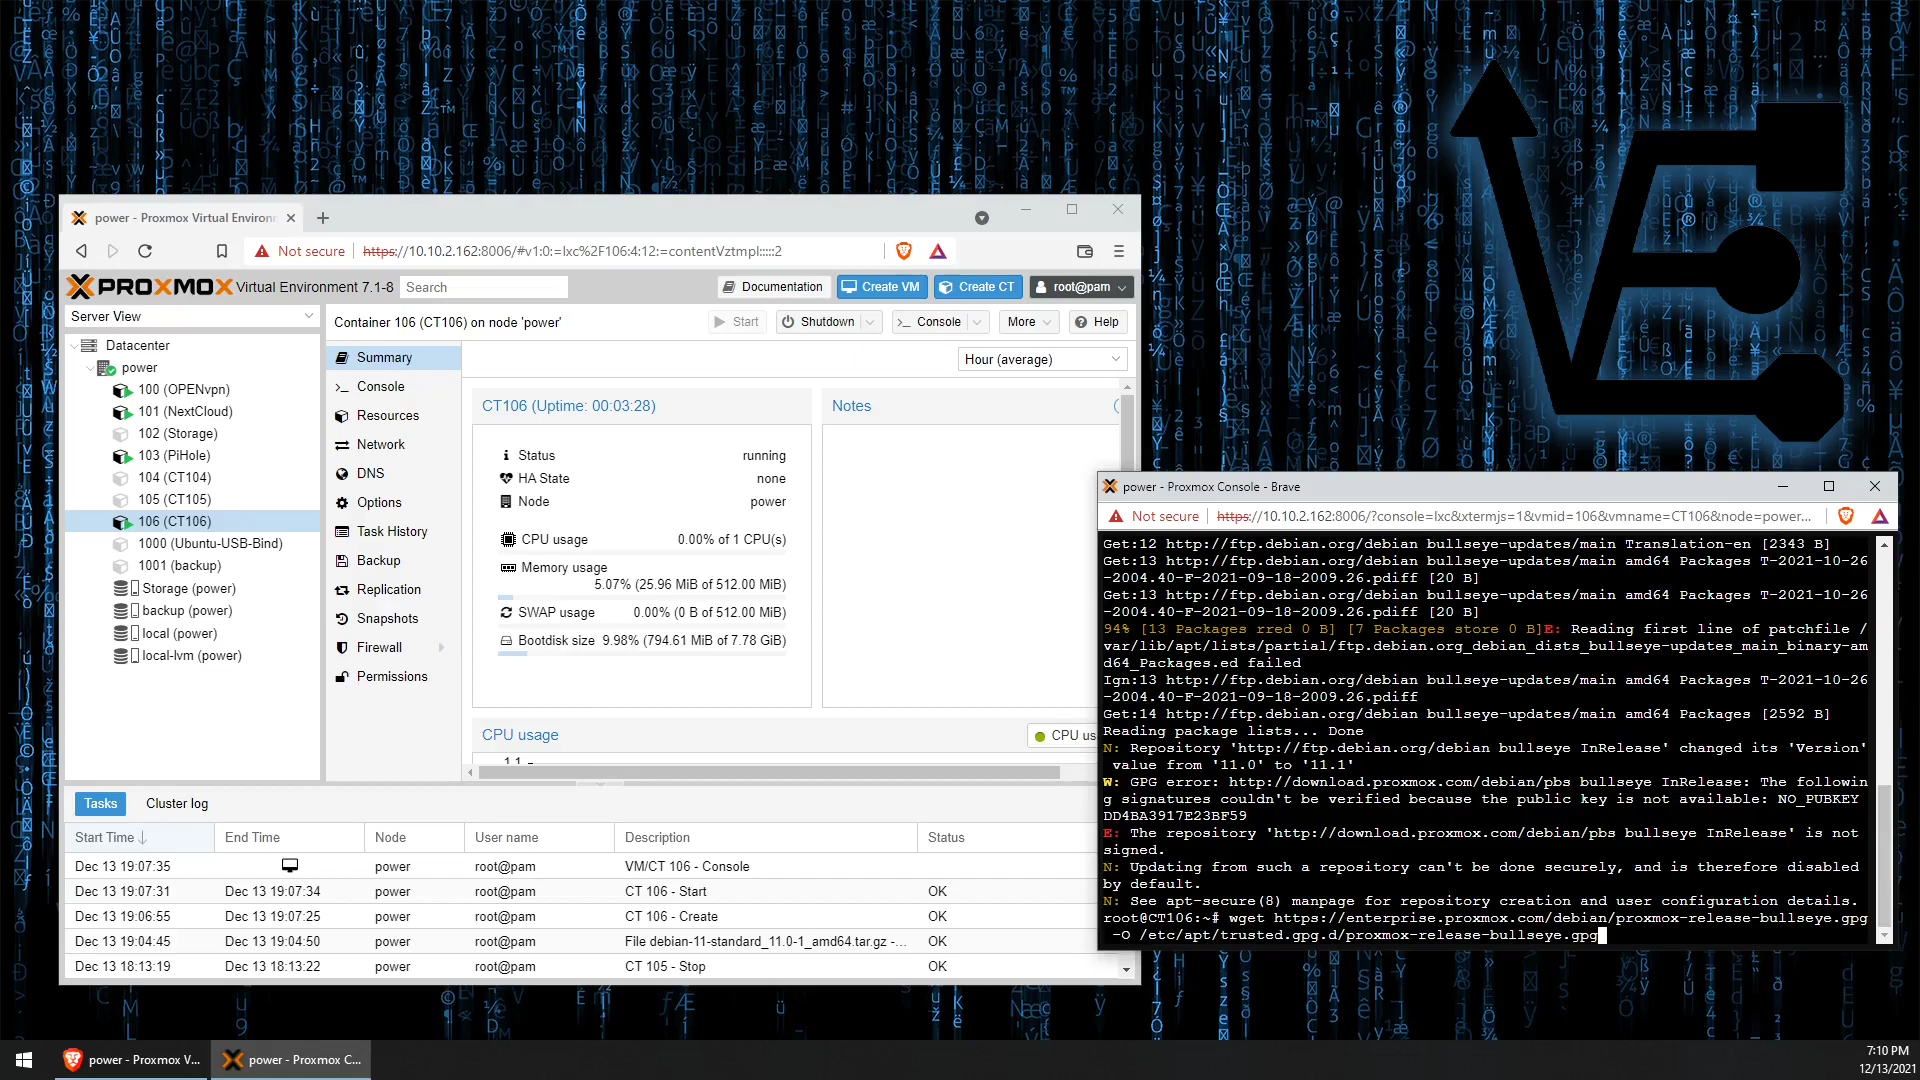 power - Proxmox Virtual Environ
Not secure
https://10.10.2.162:8006/#v1:0:=lxc%2F106:4:12:=contentVztmpl:::::2
PROXMOX Virtual Environment 7.1-8
Search
Documentation
Create VM
Create CT
root@pam
Server View
Datacenter
power
100 (OPENvpn)
101 (NextCloud)
102 (Storage)
103 (PiHole)
104 (CT104)
105 (CT105)
106 (CT106)
1000 (Ubuntu-USB-Bind)
1001 (backup)
Storage (power)
backup (power)
local (power)
local-lvm (power)
Container 106 (CT106) on node 'power'
Start
Shutdown
>_ Console
More
Help
Summary
>_ Console
Resources
Network
DNS
Options
Task History
Backup
Replication
Snapshots
Firewall
Permissions
Hour (average)
CT106 (Uptime: 00:03:28)
Status running
HA State none
Node power
CPU usage 0.00% of 1 CPU(s)
Memory usage
5.07% (25.96 MiB of 512.00 MiB)
SWAP usage 0.00% (0 B of 512.00 MiB)
Bootdisk size 9.98% (794.61 MiB of 7.78 GiB)
Notes
CPU usage
CPU us
1.1
Tasks
Cluster log
Start Time End Time Node User name Description Status
Dec 13 19:07:35 power root@pam VM/CT 106 - Console
Dec 13 19:07:31 Dec 13 19:07:34 power root@pam CT 106 - Start OK
Dec 13 19:06:55 Dec 13 19:07:25 power root@pam CT 106 - Create OK
Dec 13 19:04:45 Dec 13 19:04:50 power root@pam File debian-11-standard_11.0-1_amd64.tar.gz -... OK
Dec 13 18:13:19 Dec 13 18:13:22 power root@pam CT 105 - Stop OK
power - Proxmox Console - Brave
Not secure
https://10.10.2.162:8006/?console=lxc&xtermjs=1&vmid=106&vmname=CT106&node=power...
Get:12 http://ftp.debian.org/debian bullseye-updates/main Translation-en [2343 B]
Get:13 http://ftp.debian.org/debian bullseye-updates/main amd64 Packages T-2021-10-26
-2004.40-F-2021-09-18-2009.26.pdiff [20 B]
Get:13 http://ftp.debian.org/debian bullseye-updates/main amd64 Packages T-2021-10-26
-2004.40-F-2021-09-18-2009.26.pdiff [20 B]
94% [13 Packages rred 0 B] [7 Packages store 0 B]E: Reading first line of patchfile /
var/lib/apt/lists/partial/ftp.debian.org_debian_dists_bullseye-updates_main_binary-am
d64_Packages.ed failed
Ign:13 http://ftp.debian.org/debian bullseye-updates/main amd64 Packages T-2021-10-26
-2004.40-F-2021-09-18-2009.26.pdiff
Get:14 http://ftp.debian.org/debian bullseye-updates/main amd64 Packages [2592 B]
Reading package lists... Done
N: Repository 'http://ftp.debian.org/debian bullseye InRelease' changed its 'Version'
value from '11.0' to '11.1'
W: GPG error: http://download.proxmox.com/debian/pbs bullseye InRelease: The followin
g signatures couldn't be verified because the public key is not available: NO_PUBKEY
DD4BA3917E23BF59
E: The repository 'http://download.proxmox.com/debian/pbs bullseye InRelease' is not
signed.
N: Updating from such a repository can't be done securely, and is therefore disabled
by default.
N: See apt-secure(8) manpage for repository creation and user configuration details.
root@CT106:~# wget https://enterprise.proxmox.com/debian/proxmox-release-bullseye.gpg
-O /etc/apt/trusted.gpg.d/proxmox-release-bullseye.gpg
power - Proxmox V...
power - Proxmox C...
7:10 PM
12/13/2021